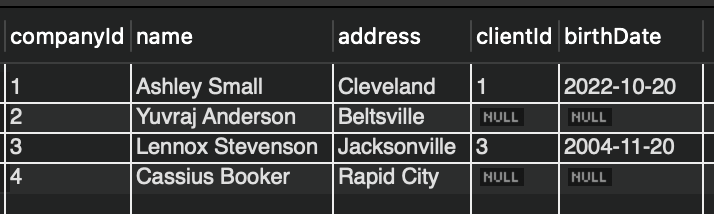 companyId name address clientId birthDate
1 Ashley Small Cleveland 1 2022-10-20
2 Yuvraj Anderson Beltsville NULL NULL
3 Lennox Stevenson Jacksonville 3 2004-11-20
4 Cassius Booker Rapid City NULL NULL